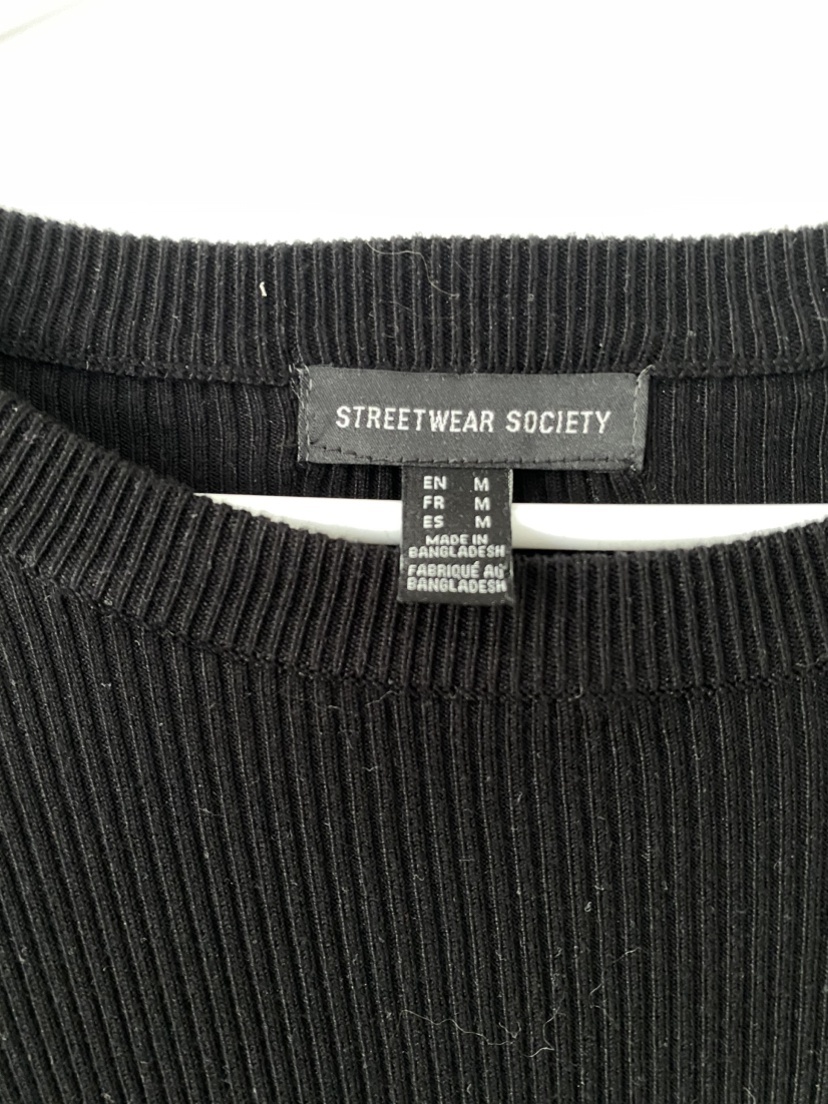 STREETWEAR SOCIETY
EN M
FR M
ES M
MADE IN
BANGLADESH
FABRIQUÉ AU
BANGLADESH